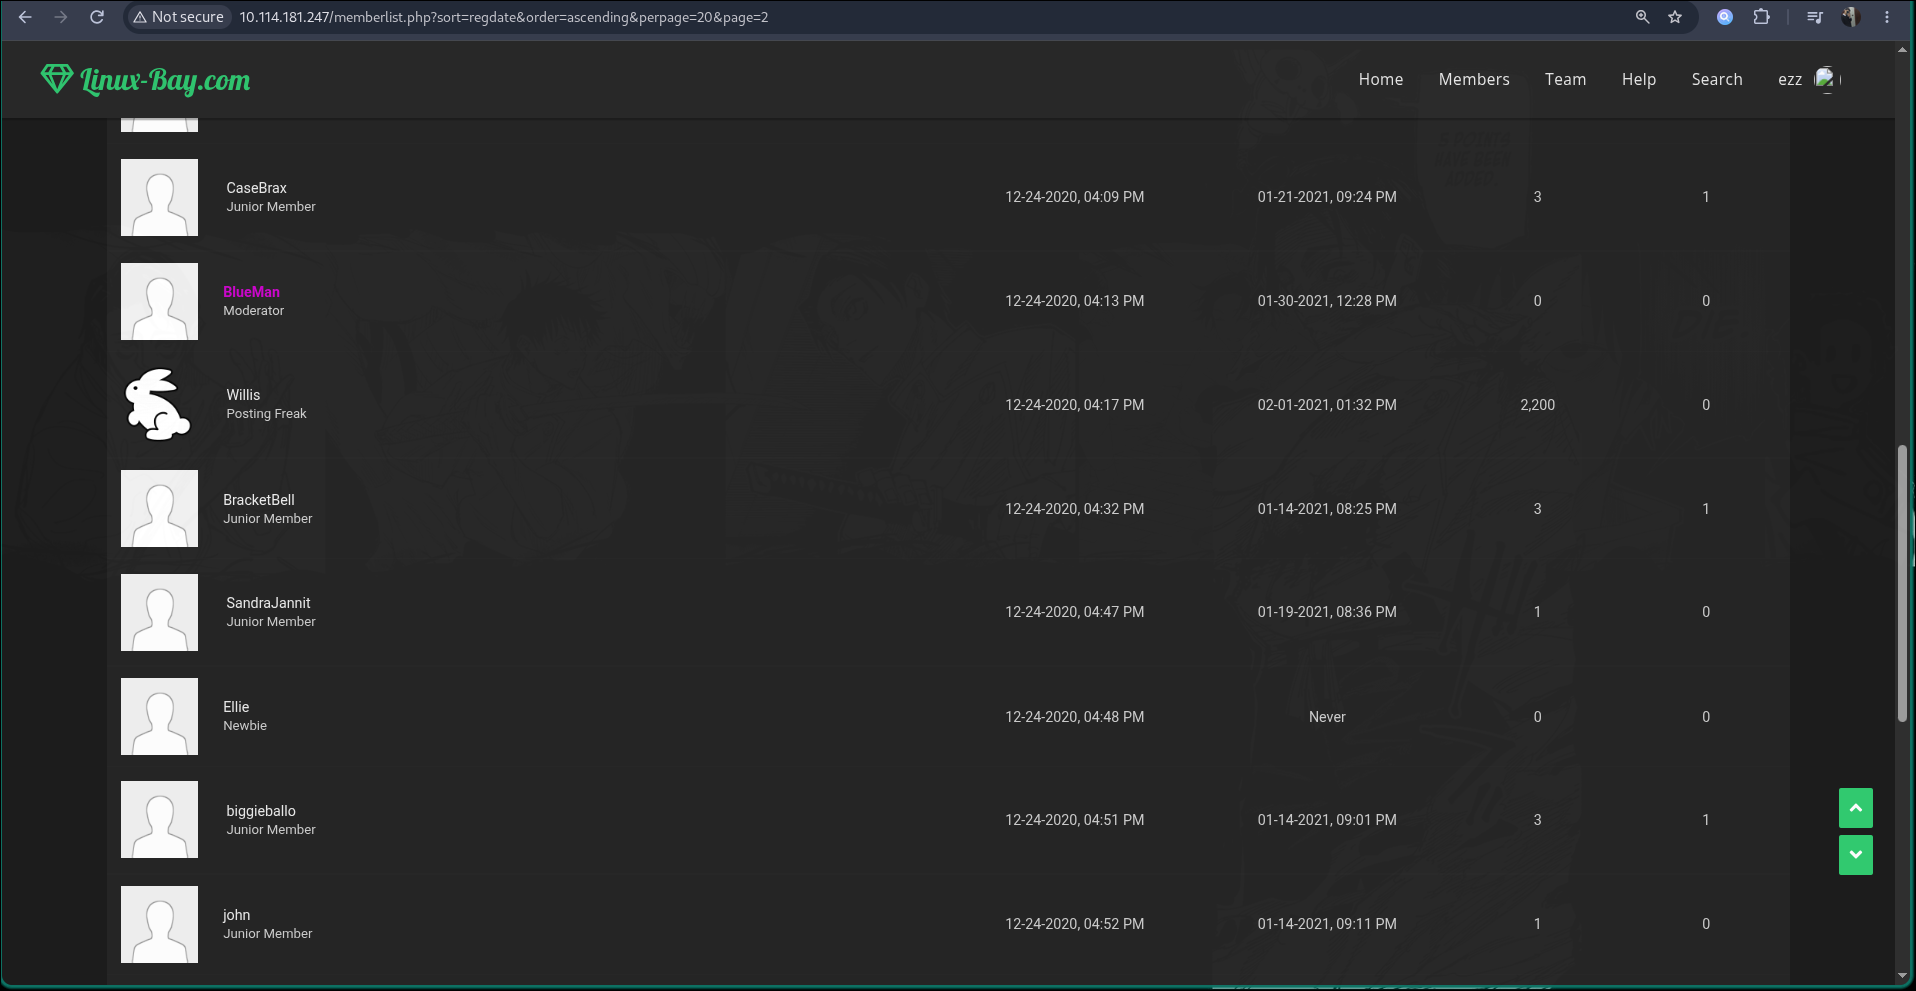 Not secure 10.114.181.247/memberlist.php?sort=regdate&order=ascending&perpage=20&page=2
Linux-Bay.com Home Members Team Help Search ezz
CaseBrax
Junior Member
12-24-2020, 04:09 PM 01-21-2021, 09:24 PM 3 1
BlueMan
Moderator
12-24-2020, 04:13 PM 01-30-2021, 12:28 PM 0 0
Willis
Posting Freak
12-24-2020, 04:17 PM 02-01-2021, 01:32 PM 2,200 0
BracketBell
Junior Member
12-24-2020, 04:32 PM 01-14-2021, 08:25 PM 3 1
SandraJannit
Junior Member
12-24-2020, 04:47 PM 01-19-2021, 08:36 PM 1 0
Ellie
Newbie
12-24-2020, 04:48 PM Never 0 0
biggieballo
Junior Member
12-24-2020, 04:51 PM 01-14-2021, 09:01 PM 3 1
john
Junior Member
12-24-2020, 04:52 PM 01-14-2021, 09:11 PM 1 0